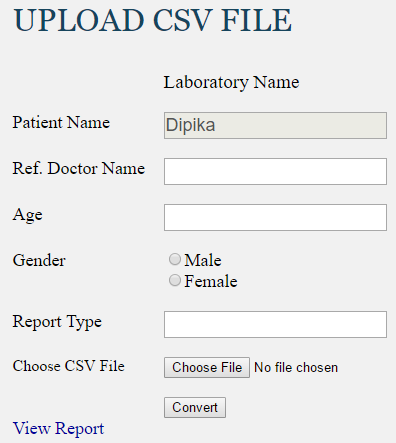 UPLOAD CSV FILE
Laboratory Name
Patient Name Dipika
Ref. Doctor Name
Age
Gender Male
Female
Report Type
Choose CSV File Choose File No file chosen
Convert
View Report